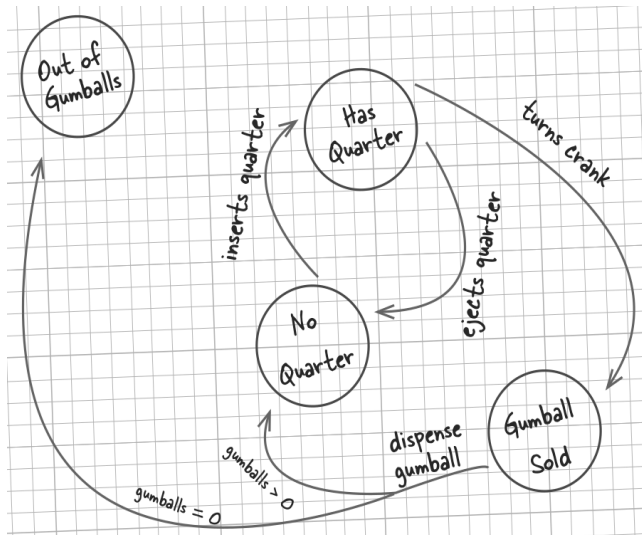 Out of
Gumballs
Has
Quarter
turns crank
inserts quarter
ejects quarter
No
Quarter
Gumball
Sold
dispense
gumball
gumballs > 0
gumballs = 0